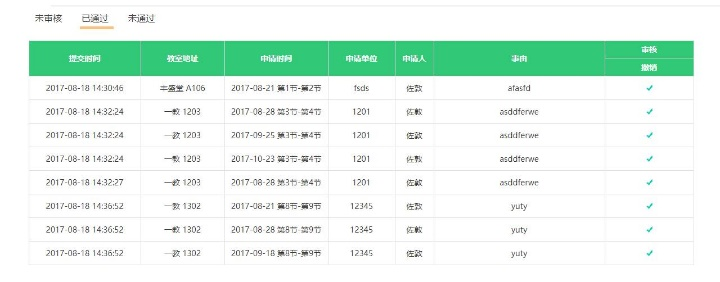 未审核 已通过 未通过
提交时间 教室地址 申请时间 申请单位 申请人 事由 审核
撤销
2017-08-18 14:30:46 丰盛堂 A106 2017-08-21 第1节-第2节 fsds 佐敦 afasfd
2017-08-18 14:32:24 一教 1203 2017-08-28 第3节-第4节 1201 佐敦 asddferwe
2017-08-18 14:32:24 一教 1203 2017-09-25 第3节-第4节 1201 佐敦 asddferwe
2017-08-18 14:32:24 一教 1203 2017-10-23 第3节-第4节 1201 佐敦 asddferwe
2017-08-18 14:32:27 一教 1203 2017-08-28 第3节-第4节 1201 佐敦 asddferwe
2017-08-18 14:36:52 一教 1302 2017-08-21 第8节-第9节 12345 佐敦 yuty
2017-08-18 14:36:52 一教 1302 2017-08-28 第8节-第9节 12345 佐敦 yuty
2017-08-18 14:36:52 一教 1302 2017-09-18 第8节-第9节 12345 佐敦 yuty